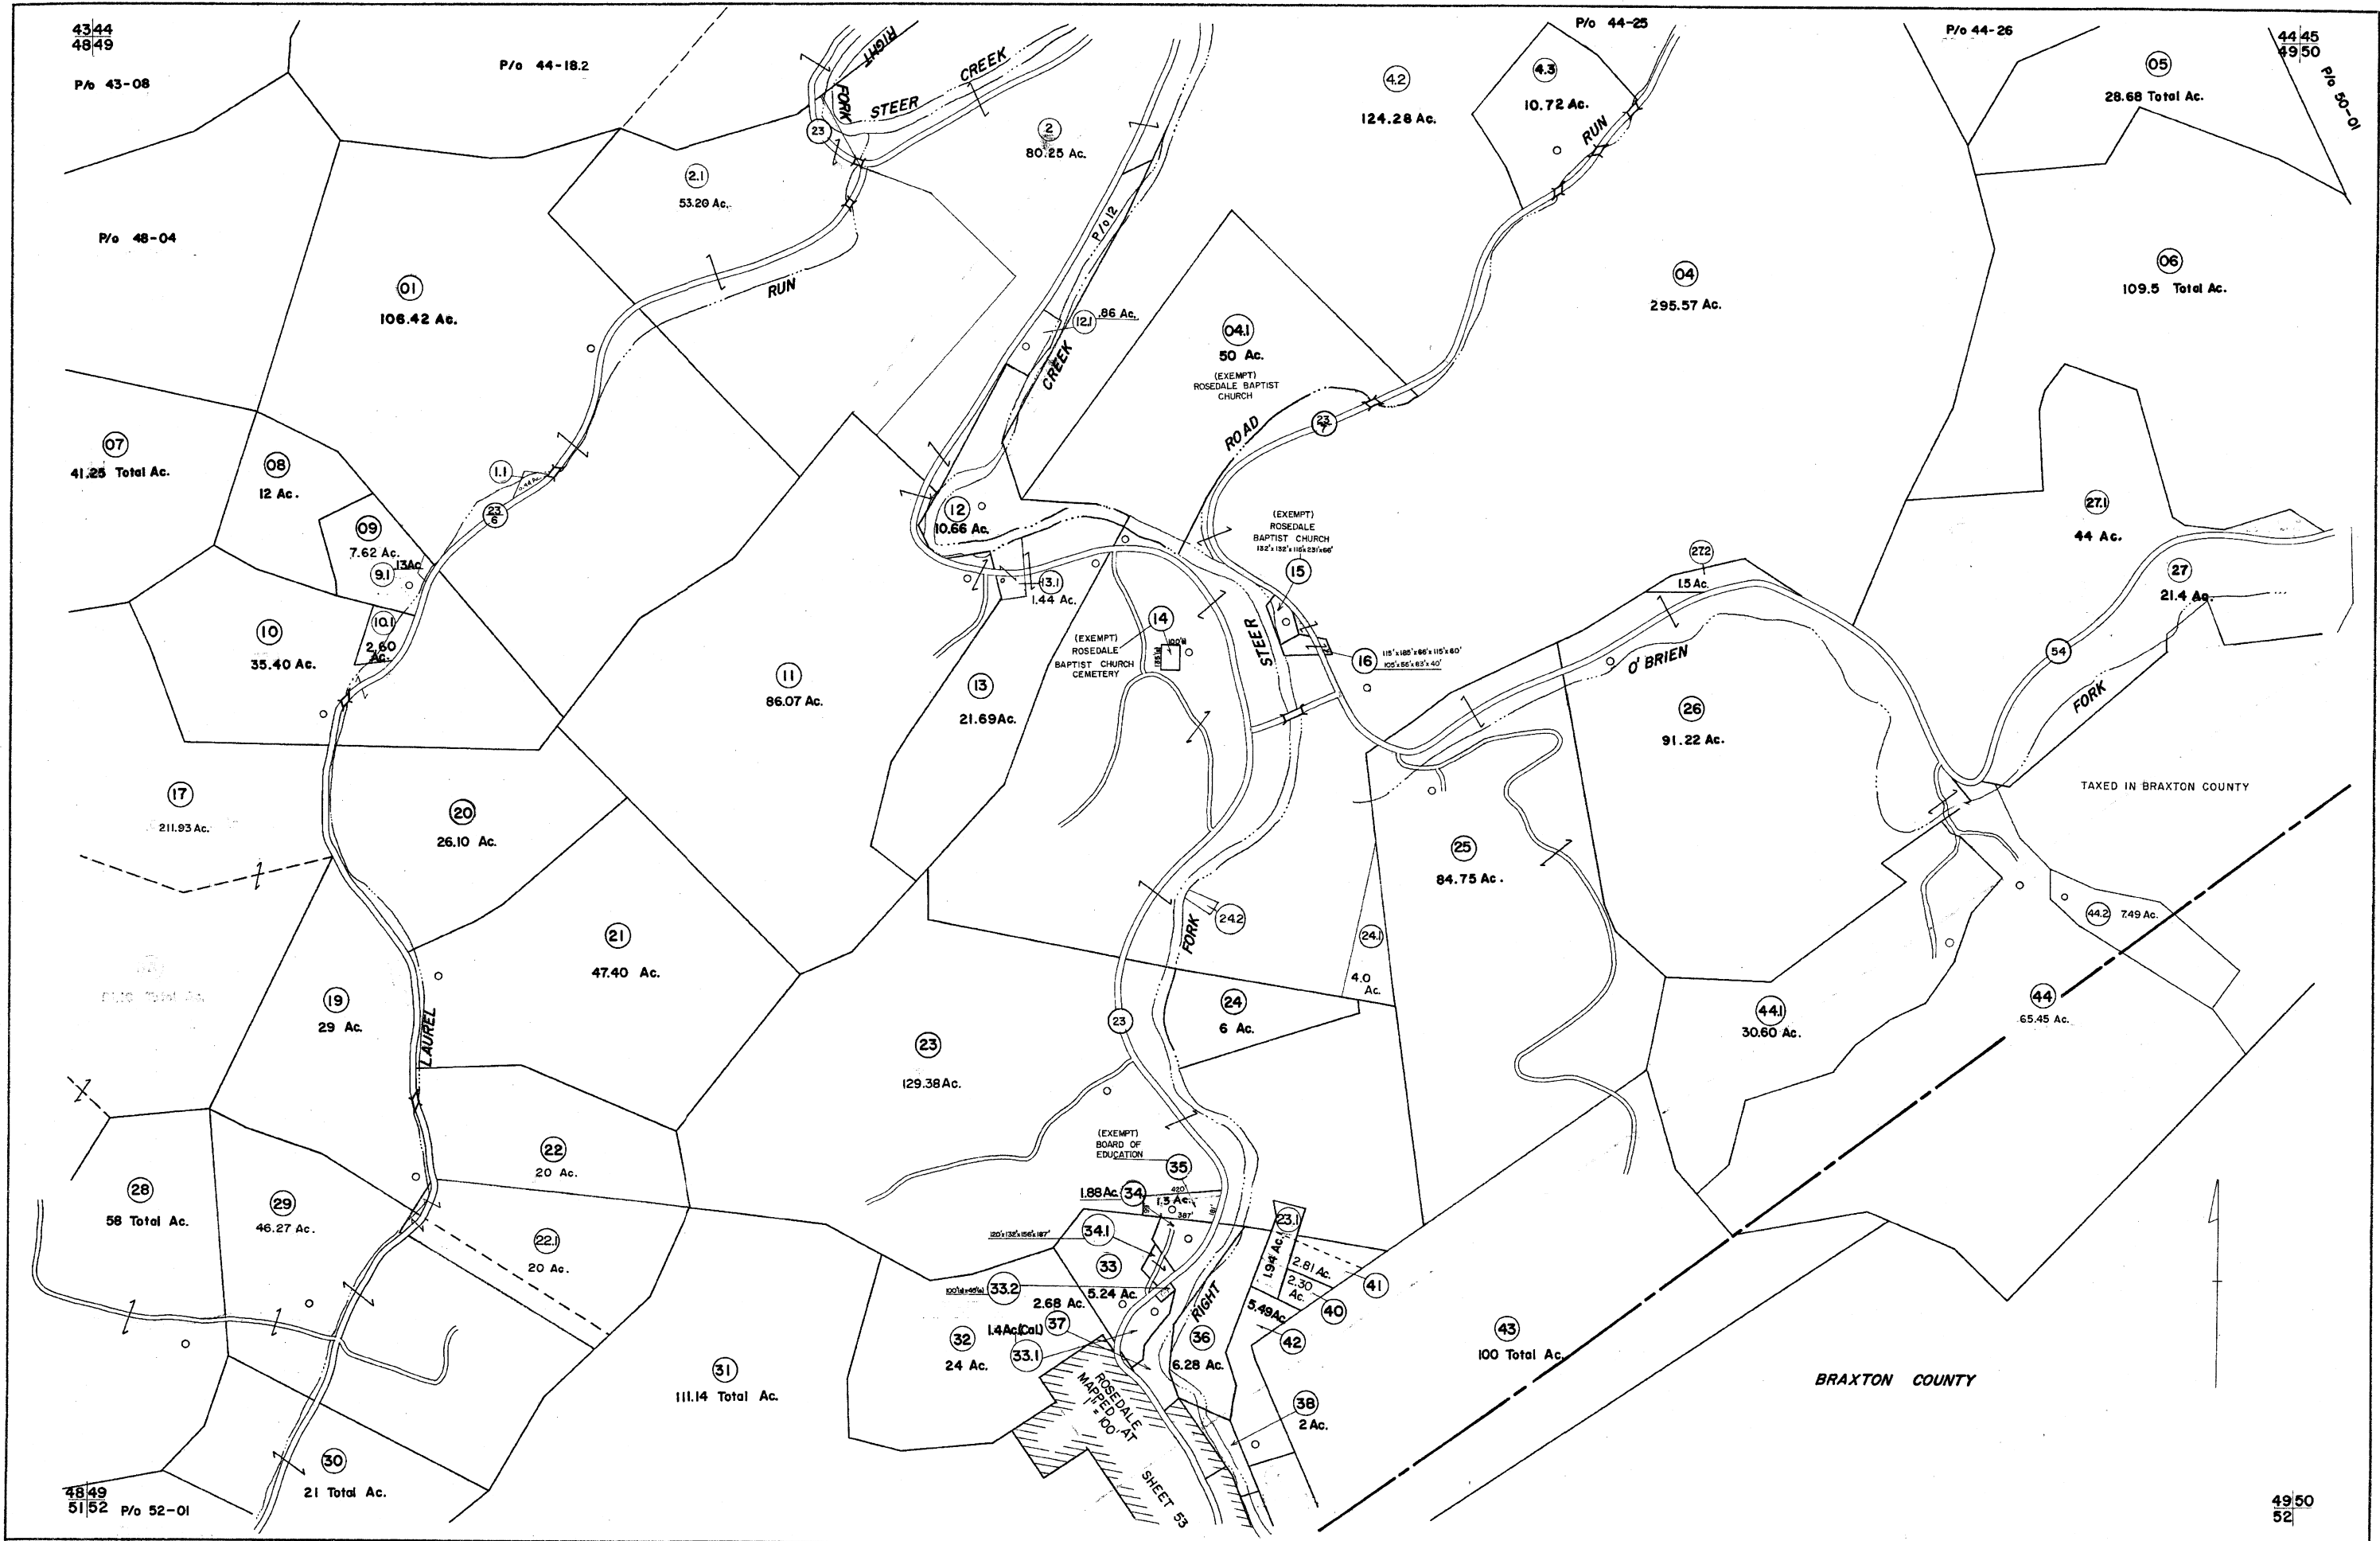 43|44
48|49
P/o 43-08
P/o 44-18.2
RIGHT
FORK
STEER
CREEK
23
2
80.25 Ac.
4.2
124.28 Ac.
4.3
10.72 Ac.
P/o 44-25
RUN
P/o 44-26
44|45
49|50
P/o 50-01
05
28.68 Total Ac.
P/o 48-04
01
106.42 Ac.
2.1
53.20 Ac.
RUN
P/o 12
12.1
.86 Ac.
CREEK
04.1
50 Ac.
(EXEMPT)
ROSEDALE BAPTIST
CHURCH
04
295.57 Ac.
06
109.5 Total Ac.
07
41.25 Total Ac.
08
12 Ac.
1.1
23
6
09
7.62 Ac.
.13Ac
9.1
10
35.40 Ac.
10.1
2.60
Ac.
12
10.66 Ac.
13.1
1.44 Ac.
ROAD
23
7
(EXEMPT)
ROSEDALE
BAPTIST CHURCH
15
27.1
44 Ac.
27
21.4 Ac.
27.2
1.5 Ac.
54
11
86.07 Ac.
13
21.69Ac.
14
(EXEMPT)
ROSEDALE
BAPTIST CHURCH
CEMETERY
STEER
16
115'x185'x66'x115'x60'
105'x56'x83'x40'
O'BRIEN
FORK
26
91.22 Ac.
TAXED IN BRAXTON COUNTY
17
211.93 Ac.
20
26.10 Ac.
25
84.75 Ac.
21
47.40 Ac.
24.2
FORK
24.1
4.0
Ac.
44.2
7.49 Ac.
19
29 Ac.
LAUREL
23
129.38 Ac.
23
24
6 Ac.
44.1
30.60 Ac.
44
65.45 Ac.
22
20 Ac.
(EXEMPT)
BOARD OF
EDUCATION
35
420'
1.3 Ac.
387'
1.88Ac.
34
28
58 Total Ac.
29
46.27 Ac.
22.1
20 Ac.
120'x132'x156'x187'
34.1
33
5.24 Ac.
33.2
23.1
1.94 Ac.
2.81 Ac.
41
2.30
Ac.
40
5.49Ac
42
RIGHT
2.68 Ac.
37
1.4Ac.(Cal.)
33.1
32
24 Ac.
36
6.28 Ac.
43
100 Total Ac.
BRAXTON COUNTY
31
111.14 Total Ac.
ROSEDALE
MAPPED AT
1" = 100'
SHEET 53
38
2 Ac.
30
21 Total Ac.
48|49
51|52
P/o 52-01
49|50
52